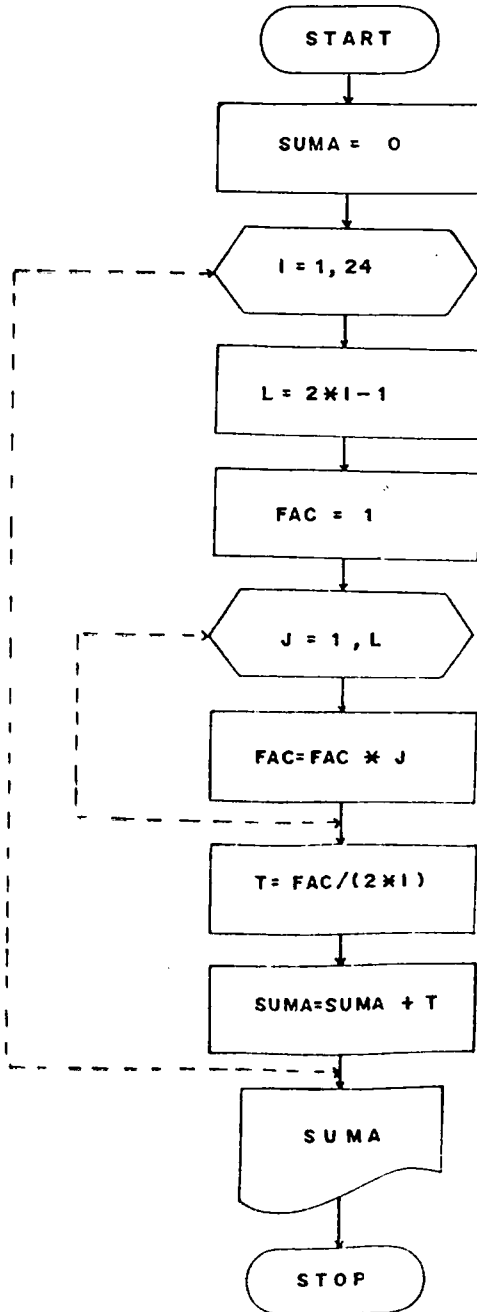 START
SUMA = 0
I = 1, 24
L = 2*I-1
FAC = 1
J = 1, L
FAC=FAC * J
T= FAC/(2*I)
SUMA=SUMA + T
SUMA
STOP